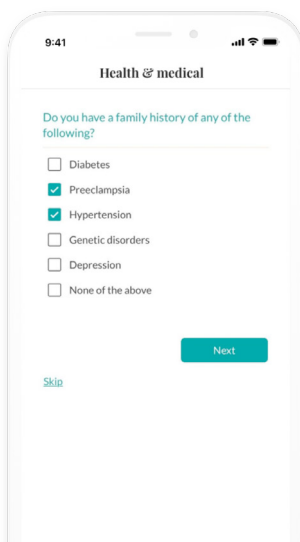 9:41
Health & medical
Do you have a family history of any of the
following?
Diabetes
Preeclampsia
Hypertension
Genetic disorders
Depression
None of the above
Next
Skip